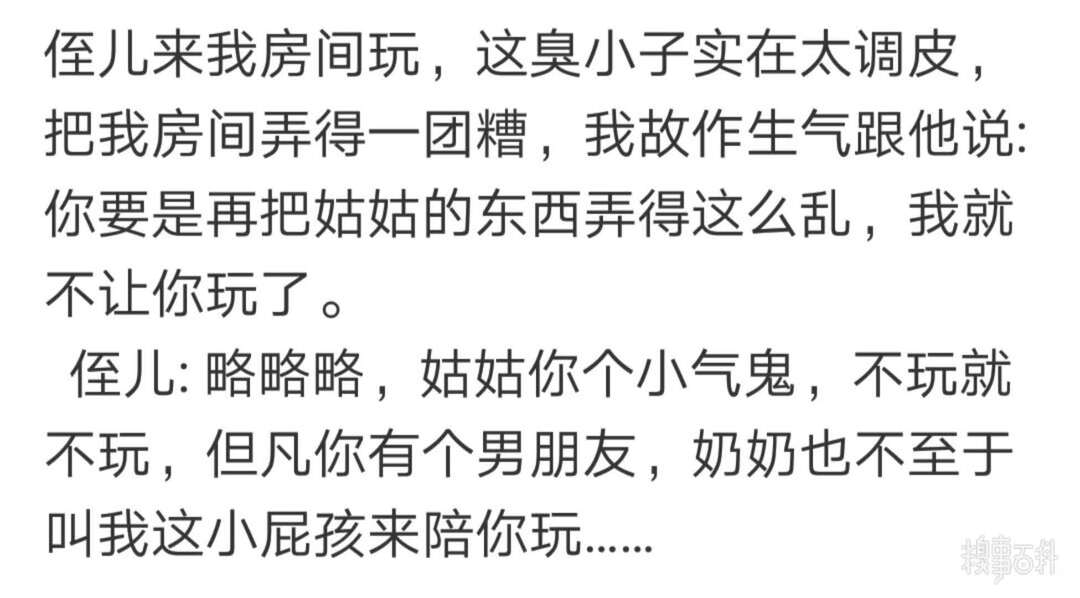 侄儿来我房间玩，这臭小子实在太调皮，
把我房间弄得一团糟，我故作生气跟他说:
你要是再把姑姑的东西弄得这么乱，我就
不让你玩了。
侄儿: 略略略，姑姑你个小气鬼，不玩就
不玩，但凡你有个男朋友，奶奶也不至于
叫我这小屁孩来陪你玩……
糗事百科